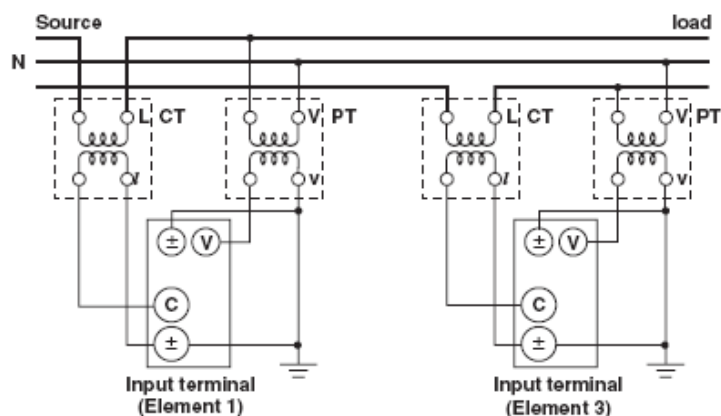 Source load
N
L CT V PT L CT V PT
l v l v
± V ± V
C C
± ±
Input terminal Input terminal
(Element 1) (Element 3)